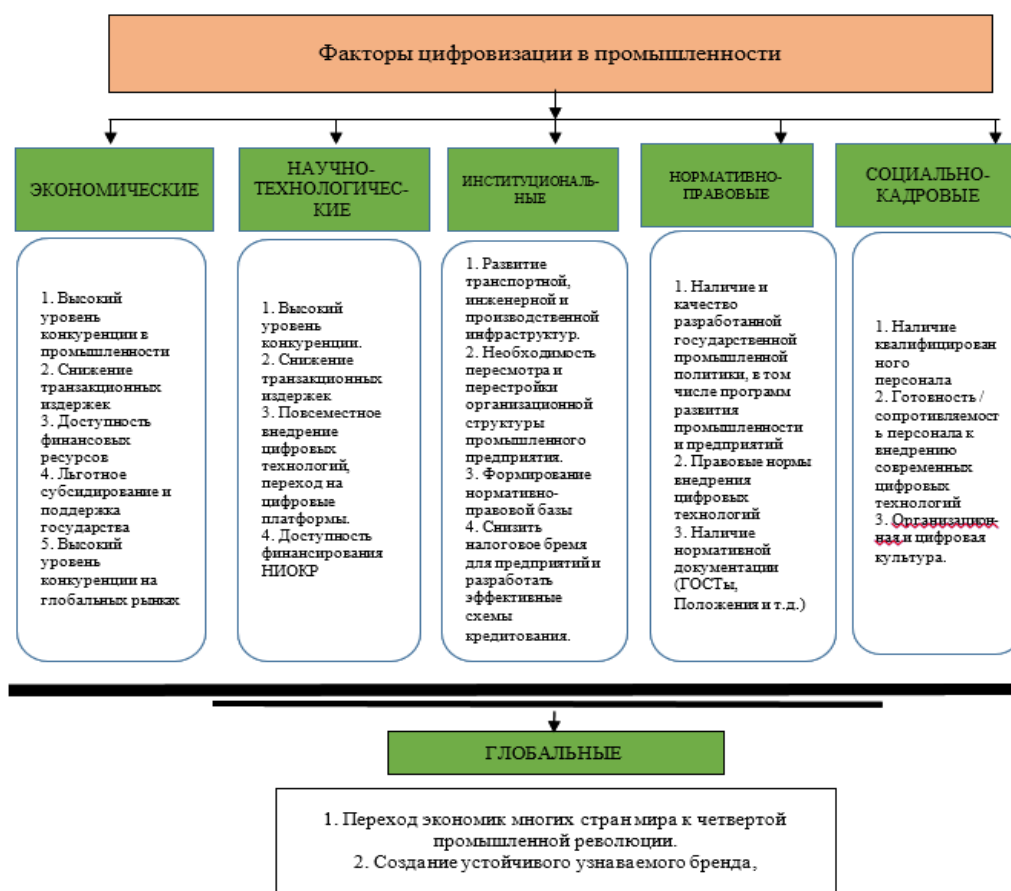 Факторы цифровизации в промышленности
ЭКОНОМИЧЕСКИЕ
НАУЧНО-
ТЕХНОЛОГИЧЕС-
КИЕ
ИНСТИТУЦИОНАЛЬ-
НЫЕ
НОРМАТИВНО-
ПРАВОВЫЕ
СОЦИАЛЬНО-
КАДРОВЫЕ
1. Высокий
уровень
конкуренции в
промышленности
2. Снижение
транзакционных
издержек
3. Доступность
финансовых
ресурсов
4. Льготное
субсидирование и
поддержка
государства
5. Высокий
уровень
конкуренции на
глобальных рынках
1. Высокий
уровень
конкуренции.
2. Снижение
транзакционных
издержек
3. Повсеместное
внедрение
цифровых
технологий,
переход на
цифровые
платформы.
4. Доступность
финансирования
НИОКР
1. Развитие
транспортной,
инженерной и
производственной
инфраструктур.
2. Необходимость
пересмотра и
перестройки
организационной
структуры
промышленного
предприятия.
3. Формирование
нормативно-
правовой базы
4. Снизить
налоговое бремя
для предприятий и
разработать
эффективные
схемы
кредитования.
1. Наличие и
качество
разработанной
государственной
промышленной
политики, в том
числе программ
развития
промышленности
и предприятий
2. Правовые нормы
внедрения
цифровых
технологий
3. Наличие
нормативной
документации
(ГОСТы,
Положения и т.д.)
1. Наличие
квалифицирован
ного
персонала
2. Готовность /
сопротивляемост
ь персонала к
внедрению
современных
цифровых
технологий
3. Организацион-
ная и цифровая
культура.
ГЛОБАЛЬНЫЕ
1. Переход экономик многих стран мира к четвертой
промышленной революции.
2. Создание устойчивого узнаваемого бренда,